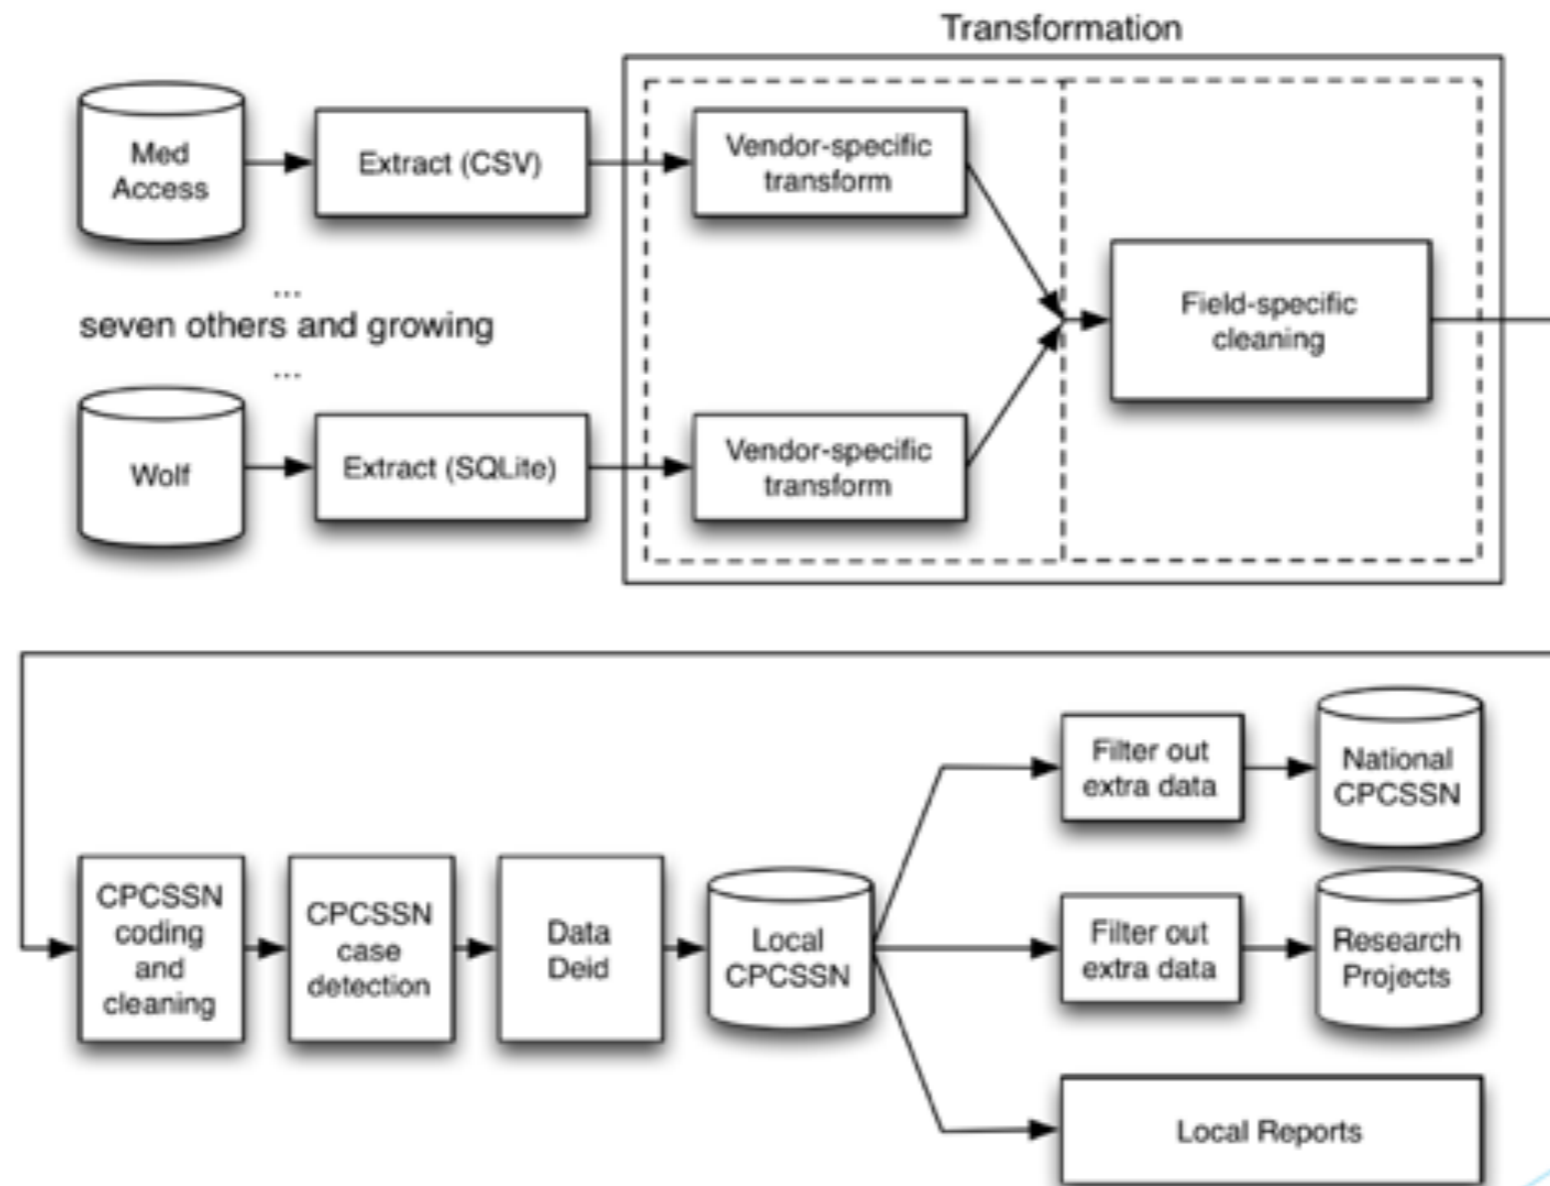 Transformation
Med
Access
Extract (CSV)
Vendor-specific
transform
...
seven others and growing
...
Field-specific
cleaning
Wolf
Extract (SQLite)
Vendor-specific
transform
CPCSSN
coding
and
cleaning
CPCSSN
case
detection
Data
Deid
Local
CPCSSN
Filter out
extra data
National
CPCSSN
Filter out
extra data
Research
Projects
Local Reports